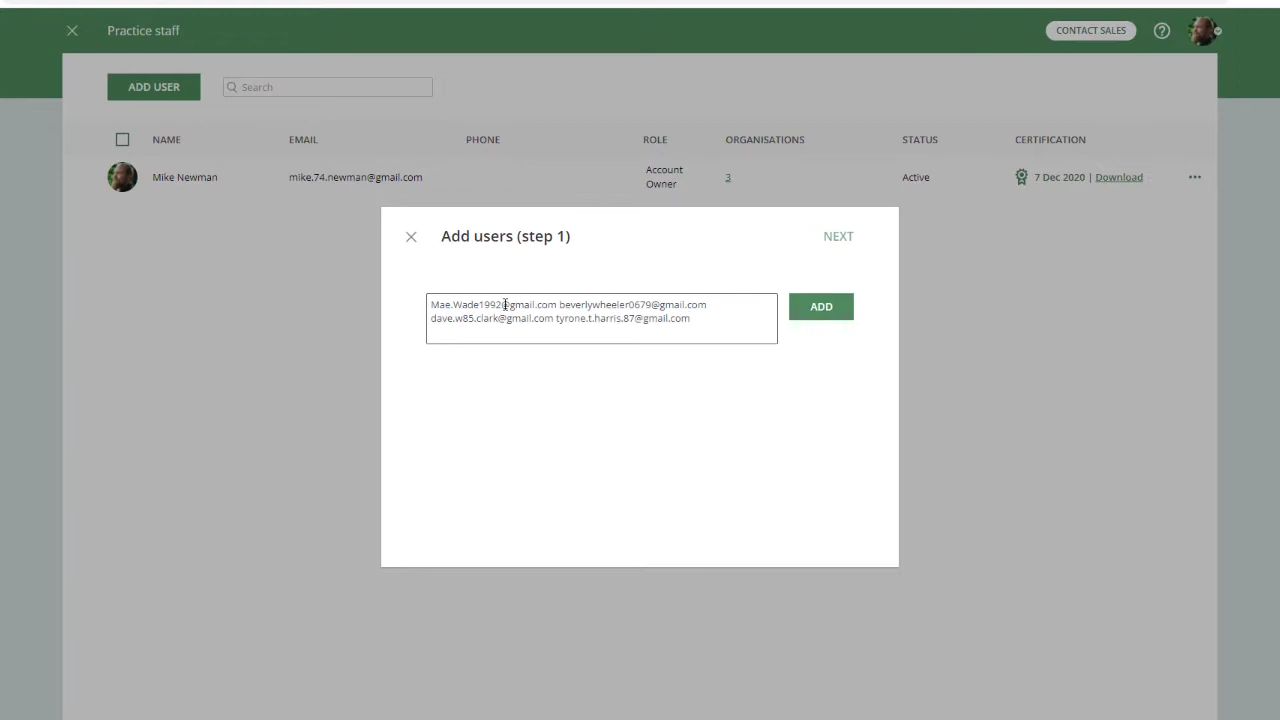 Practice staff
CONTACT SALES
ADD USER
Search
NAME EMAIL PHONE ROLE ORGANISATIONS STATUS CERTIFICATION
Mike Newman mike.74.newman@gmail.com Account Owner 3 Active 7 Dec 2020 | Download
Add users (step 1)
NEXT
Mae.Wade1992@gmail.com beverlywheeler0679@gmail.com
dave.w85.clark@gmail.com tyrone.t.harris.87@gmail.com
ADD